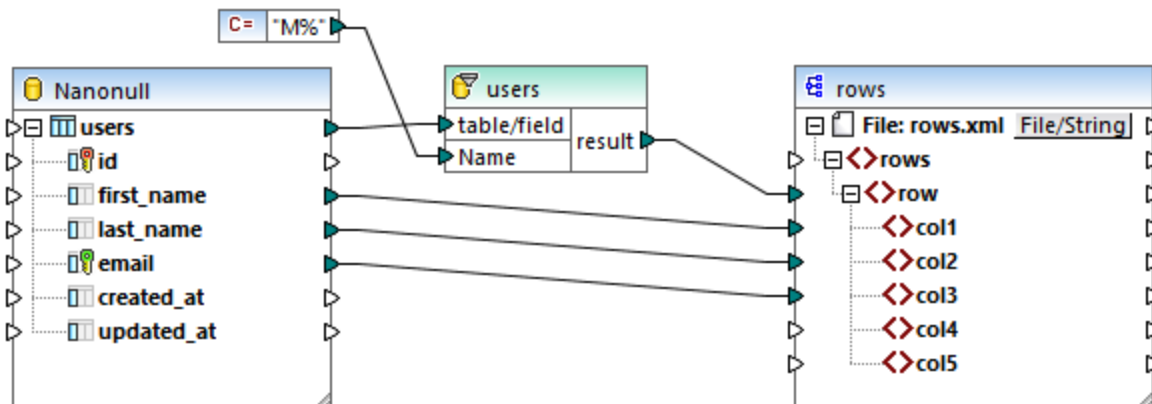 C= "M%"
Nanonull
users
id
first_name
last_name
email
created_at
updated_at
users
table/field
Name
result
rows
File: rows.xml File/String
rows
row
col1
col2
col3
col4
col5